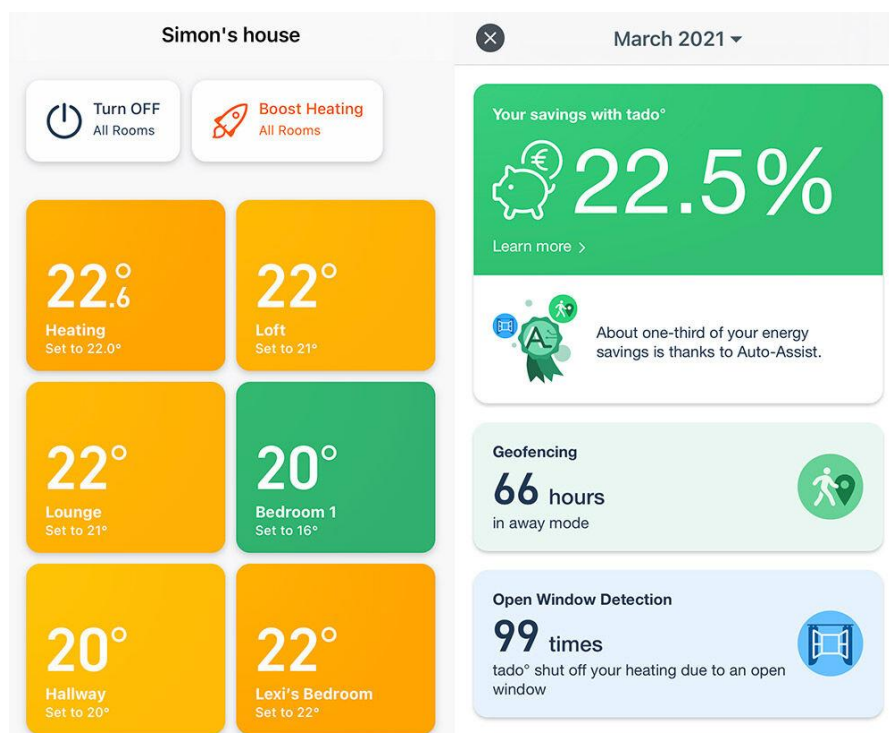 Simon's house
Turn OFF
All Rooms
Boost Heating
All Rooms
22.6°
Heating
Set to 22.0°
22°
Loft
Set to 21°
22°
Lounge
Set to 21°
20°
Bedroom 1
Set to 16°
20°
Hallway
Set to 20°
22°
Lexi's Bedroom
Set to 22°
March 2021
Your savings with tado°
€
22.5%
Learn more >
A
About one-third of your energy
savings is thanks to Auto-Assist.
Geofencing
66 hours
in away mode
Open Window Detection
99 times
tado° shut off your heating due to an open
window